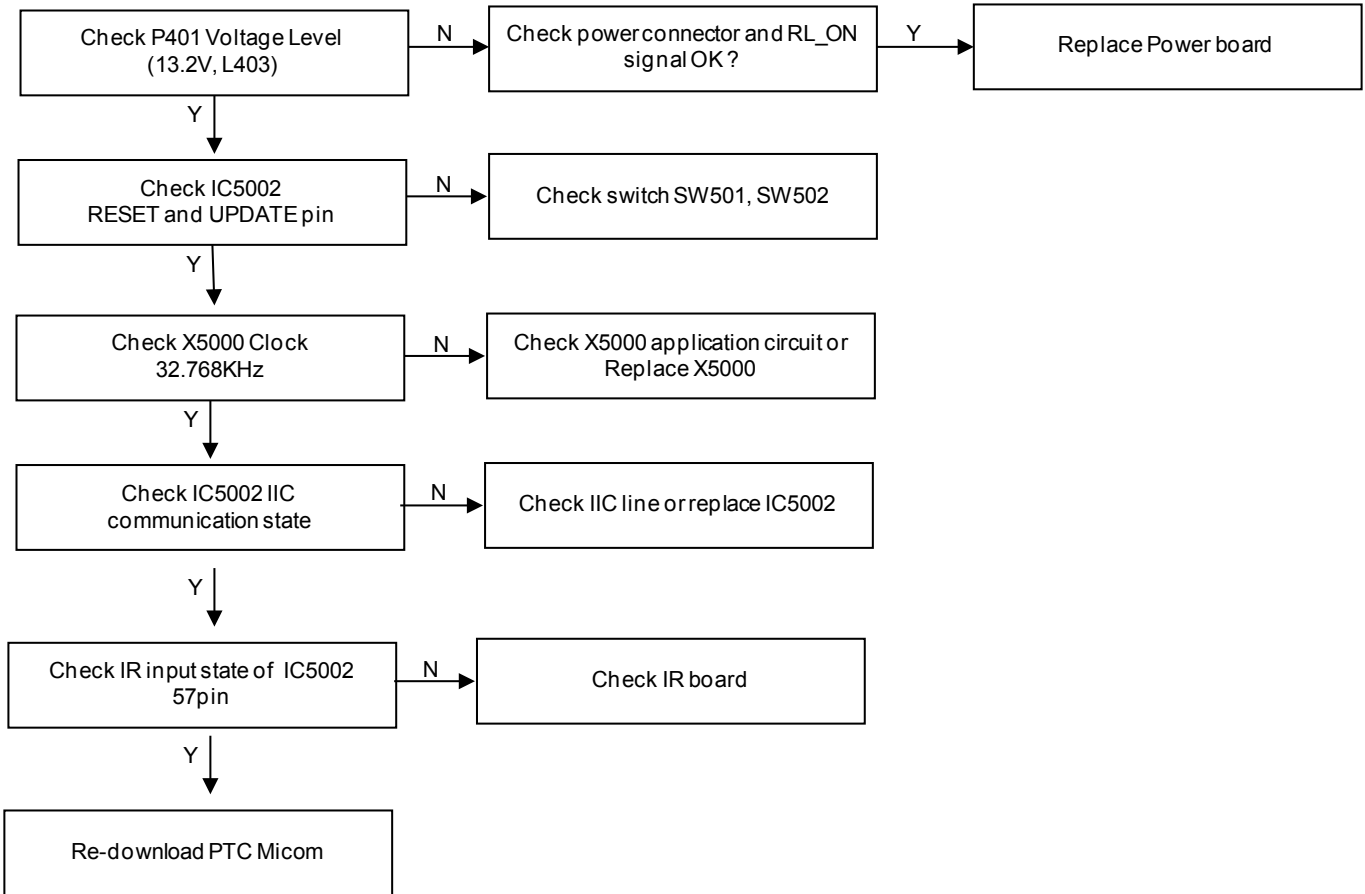 Check P401 Voltage Level
(13.2V, L403)
N
Check power connector and RL_ON
signal OK ?
Y
Replace Power board
Y
Check IC5002
RESET and UPDATE pin
N
Check switch SW501, SW502
Y
Check X5000 Clock
32.768KHz
N
Check X5000 application circuit or
Replace X5000
Y
Check IC5002 IIC
communication state
N
Check IIC line or replace IC5002
Y
Check IR input state of IC5002
57pin
N
Check IR board
Y
Re-download PTC Micom